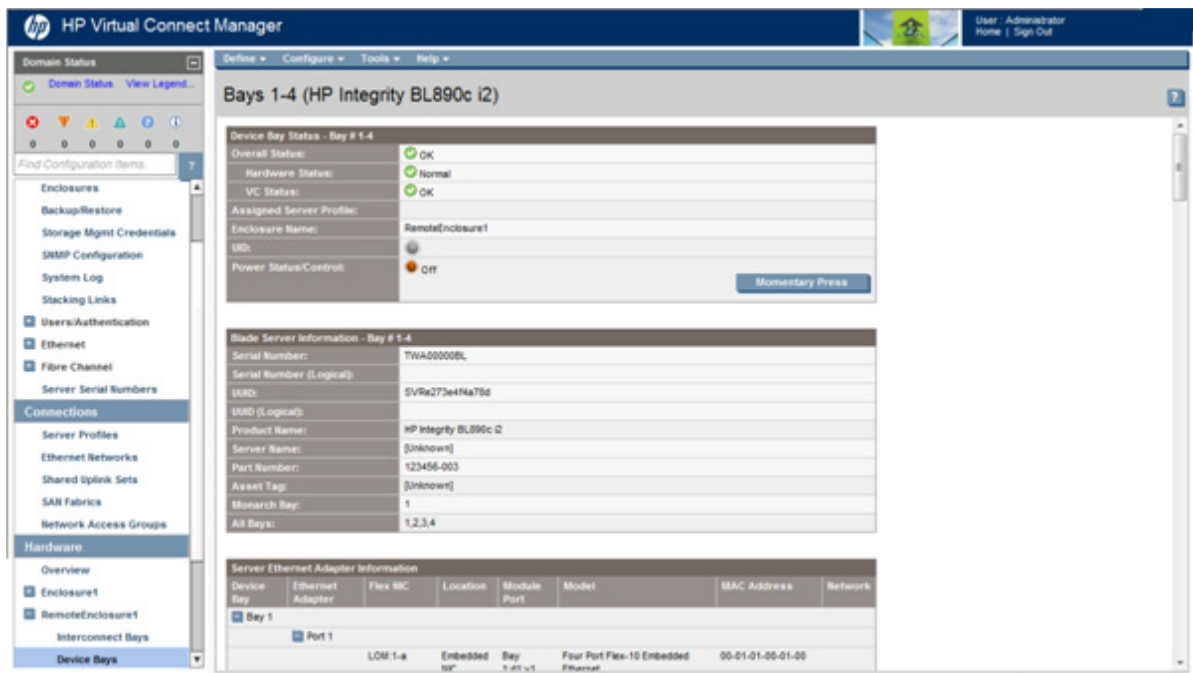 hp HP Virtual Connect Manager
User : Administrator
Home | Sign Out
Domain Status
Domain Status View Legend...
0 0 0 0 0 0
Find Configuration Items.
?
Enclosures
Backup/Restore
Storage Mgmt Credentials
SNMP Configuration
System Log
Stacking Links
Users/Authentication
Ethernet
Fibre Channel
Server Serial Numbers
Connections
Server Profiles
Ethernet Networks
Shared Uplink Sets
SAN Fabrics
Network Access Groups
Hardware
Overview
Enclosure1
RemoteEnclosure1
Interconnect Bays
Device Bays
Define Configure Tools Help
Bays 1-4 (HP Integrity BL890c i2)
?
Device Bay Status - Bay # 1-4
Overall Status: OK
Hardware Status: Normal
VC Status: OK
Assigned Server Profile:
Enclosure Name: RemoteEnclosure1
UID:
Power Status/Control: Off
Momentary Press
Blade Server Information - Bay # 1-4
Serial Number: TWA00000BL
Serial Number (Logical):
UUID: SVRe273e4f4a78d
UUID (Logical):
Product Name: HP Integrity BL890c i2
Server Name: [Unknown]
Part Number: 123456-003
Asset Tag: [Unknown]
Monarch Bay: 1
All Bays: 1,2,3,4
Server Ethernet Adapter Information
Device Bay Ethernet Adapter Flex NIC Location Module Port Model MAC Address Network
Bay 1
Port 1
LOM:1-a Embedded Bay Four Port Flex-10 Embedded 00-01-01-00-01-00
NIC Ethernet